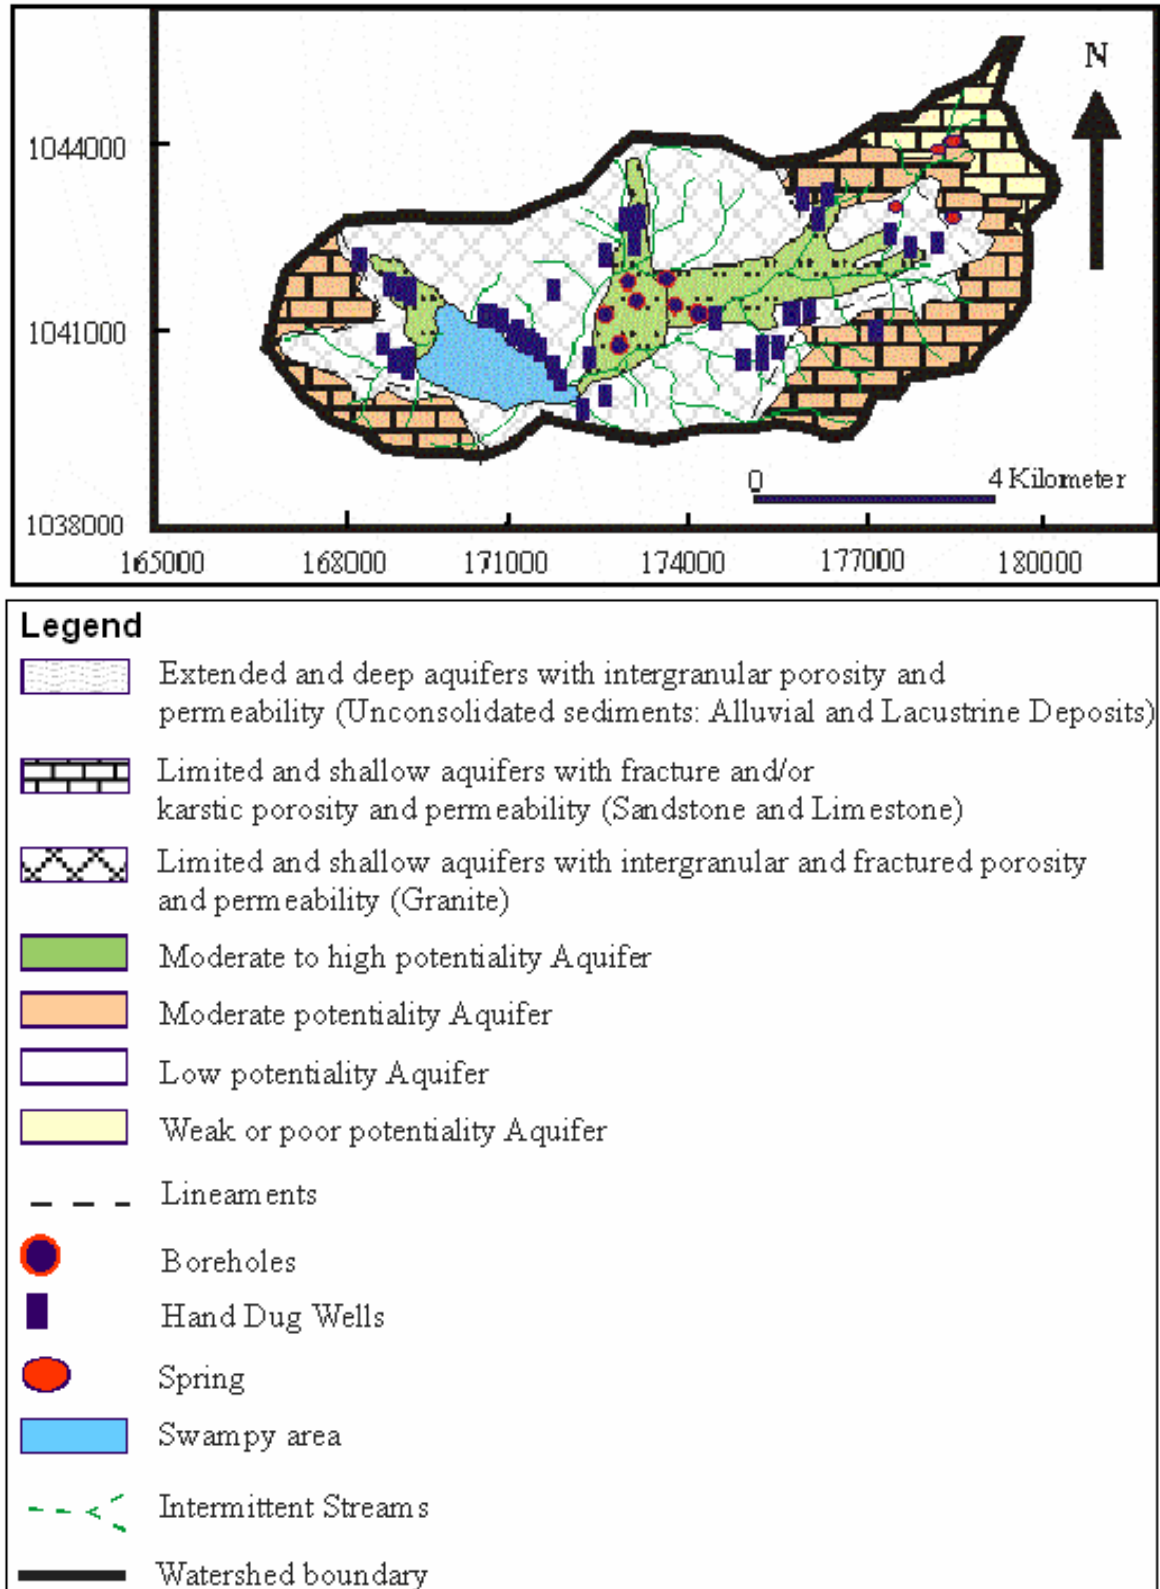 N
1044000
1041000
1038000
0 4 Kilometer
165000 168000 171000 174000 177000 180000
Legend
Extended and deep aquifers with intergranular porosity and
permeability (Unconsolidated sediments: Alluvial and Lacustrine Deposits)
Limited and shallow aquifers with fracture and/or
karstic porosity and permeability (Sandstone and Limestone)
Limited and shallow aquifers with intergranular and fractured porosity
and permeability (Granite)
Moderate to high potentiality Aquifer
Moderate potentiality Aquifer
Low potentiality Aquifer
Weak or poor potentiality Aquifer
Lineaments
Boreholes
Hand Dug Wells
Spring
Swampy area
Intermittent Streams
Watershed boundary